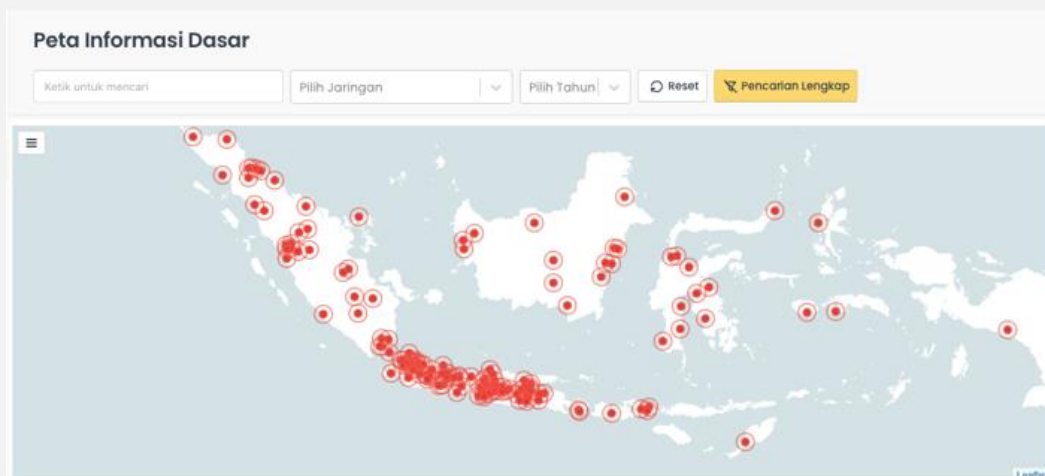 Peta Informasi Dasar
Ketik untuk mencari
Pilih Jaringan
Pilih Tahun
Reset
Pencarian Lengkap